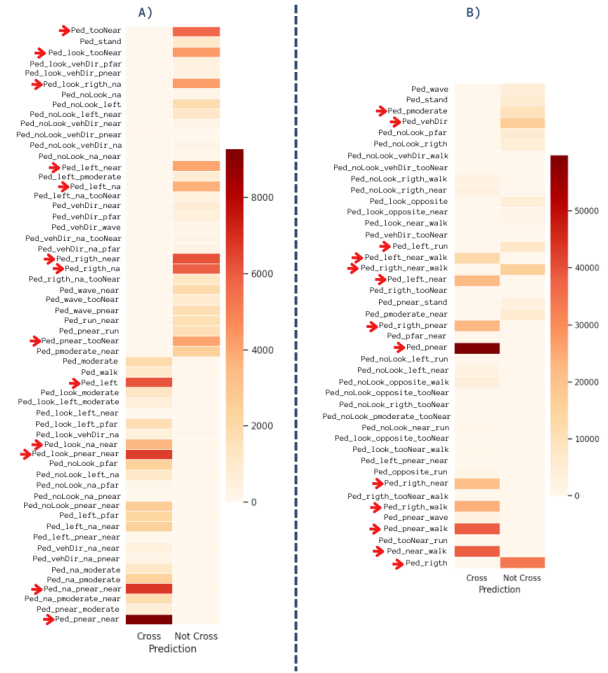 A)
Ped_tooNear
Ped_stand
Ped_look_tooNear
Ped_look_vehDir_pfar
Ped_look_vehDir_pnear
Ped_look_rigth_na
Ped_noLook_na
Ped_noLook_left
Ped_noLook_left_near
Ped_noLook_vehDir_near
Ped_noLook_vehDir_pnear
Ped_noLook_vehDir_na
Ped_noLook_na_near
Ped_left_near
Ped_left_pmoderate
Ped_left_na
Ped_left_na_tooNear
Ped_vehDir_near
Ped_vehDir_pfar
Ped_vehDir_wave
Ped_vehDir_na_tooNear
Ped_vehDir_na_pfar
Ped_rigth_near
Ped_rigth_na
Ped_rigth_na_tooNear
Ped_wave_near
Ped_wave_tooNear
Ped_wave_pnear
Ped_run_near
Ped_pnear_run
Ped_pnear_tooNear
Ped_pmoderate_near
Ped_moderate
Ped_walk
Ped_left
Ped_look_moderate
Ped_look_left_moderate
Ped_look_left_near
Ped_look_left_pfar
Ped_look_vehDir_na
Ped_look_na_near
Ped_look_pnear_near
Ped_noLook_pfar
Ped_noLook_left_na
Ped_noLook_na_pfar
Ped_noLook_na_pnear
Ped_noLook_pnear_near
Ped_left_pfar
Ped_left_na_near
Ped_left_pnear_near
Ped_vehDir_na_near
Ped_vehDir_na_pnear
Ped_na_moderate
Ped_na_pmoderate
Ped_na_pnear_near
Ped_na_pmoderate_near
Ped_pnear_moderate
Ped_pnear_near
Cross Not Cross
Prediction
8000
6000
4000
2000
0
B)
Ped_wave
Ped_stand
Ped_pmoderate
Ped_vehDir
Ped_noLook_pfar
Ped_noLook_rigth
Ped_noLook_vehDir_walk
Ped_noLook_vehDir_tooNear
Ped_noLook_rigth_walk
Ped_noLook_rigth_near
Ped_look_opposite
Ped_look_opposite_near
Ped_look_near_walk
Ped_vehDir_tooNear
Ped_left_run
Ped_left_near_walk
Ped_rigth_near_walk
Ped_left_near
Ped_rigth_tooNear
Ped_pnear_stand
Ped_pmoderate_near
Ped_rigth_pnear
Ped_pfar_near
Ped_pnear
Ped_noLook_left_run
Ped_noLook_left_near
Ped_noLook_opposite_walk
Ped_noLook_opposite_near
Ped_noLook_rigth_tooNear
Ped_noLook_pmoderate_tooNear
Ped_noLook_near_run
Ped_look_opposite_tooNear
Ped_look_tooNear_walk
Ped_left_pnear_near
Ped_opposite_run
Ped_rigth_near
Ped_rigth_tooNear_walk
Ped_rigth_walk
Ped_pnear_wave
Ped_pnear_walk
Ped_tooNear_run
Ped_near_walk
Ped_rigth
Cross Not Cross
Prediction
50000
40000
30000
20000
10000
0